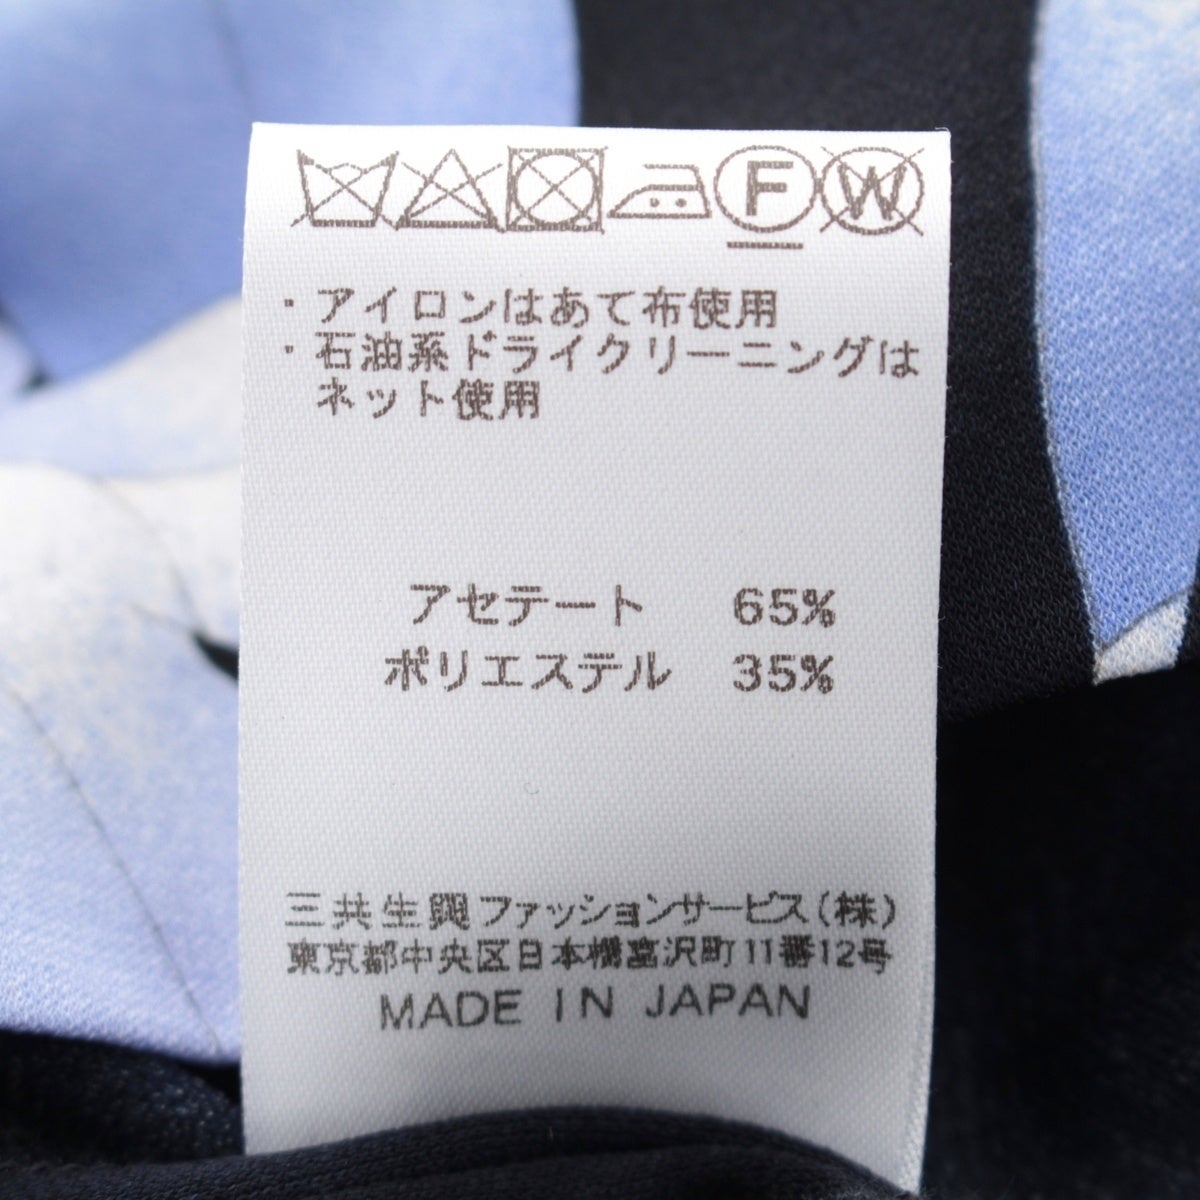 F W
・アイロンはあて布使用
・石油系ドライクリーニングは
ネット使用
アセテート 65%
ポリエステル 35%
三共生興ファッションサービス(株)
東京都中央区日本橋富沢町11番12号
MADE IN JAPAN